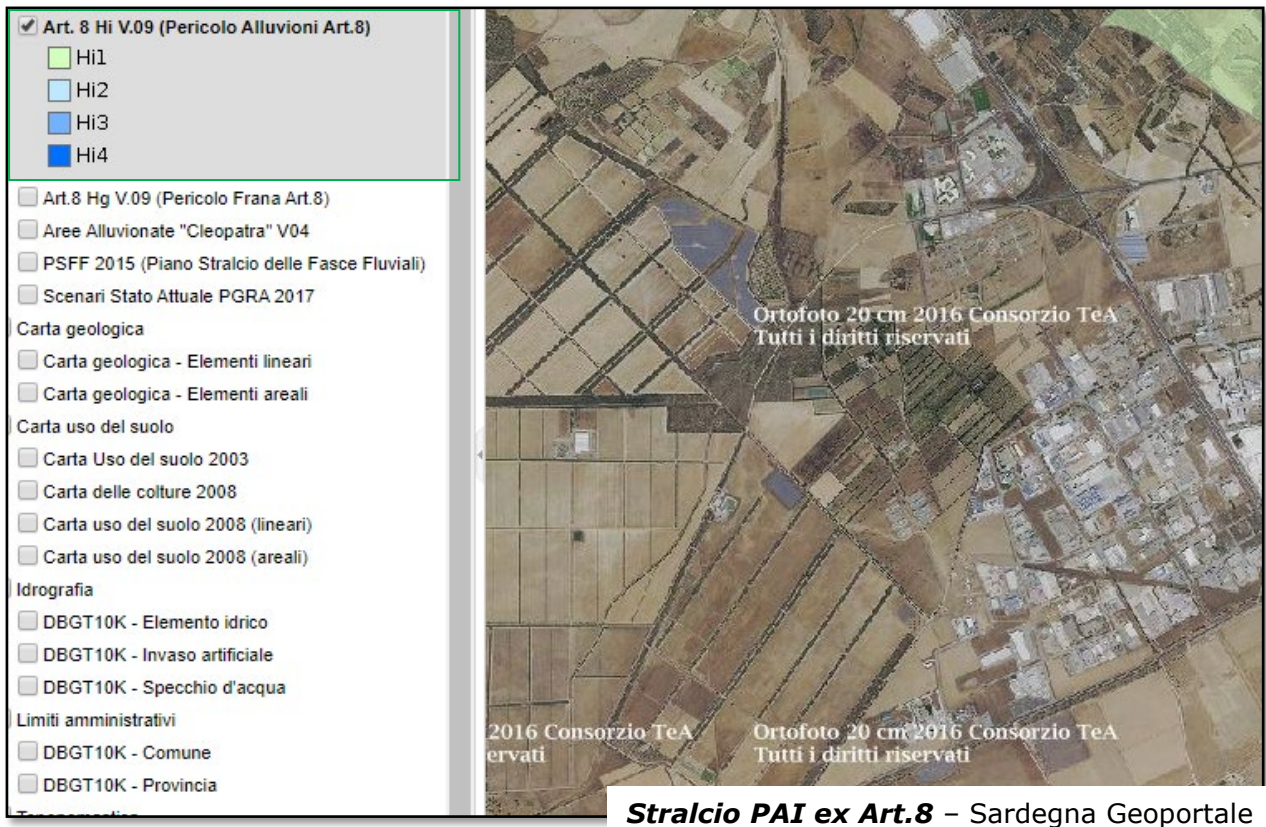 Art. 8 Hi V.09 (Pericolo Alluvioni Art.8)
Hi1
Hi2
Hi3
Hi4
Art.8 Hg V.09 (Pericolo Frana Art.8)
Aree Alluvionate "Cleopatra" V04
PSFF 2015 (Piano Stralcio delle Fasce Fluviali)
Scenari Stato Attuale PGRA 2017
Carta geologica
Carta geologica - Elementi lineari
Carta geologica - Elementi areali
Carta uso del suolo
Carta Uso del suolo 2003
Carta delle colture 2008
Carta uso del suolo 2008 (lineari)
Carta uso del suolo 2008 (areali)
Idrografia
DBGT10K - Elemento idrico
DBGT10K - Invaso artificiale
DBGT10K - Specchio d'acqua
Limiti amministrativi
DBGT10K - Comune
DBGT10K - Provincia
Ortofoto 20 cm 2016 Consorzio TeA
Tutti i diritti riservati
2016 Consorzio TeA
ervati
Ortofoto 20 cm 2016 Consorzio TeA
Tutti i diritti riservati
Stralcio PAI ex Art.8 – Sardegna Geoportale